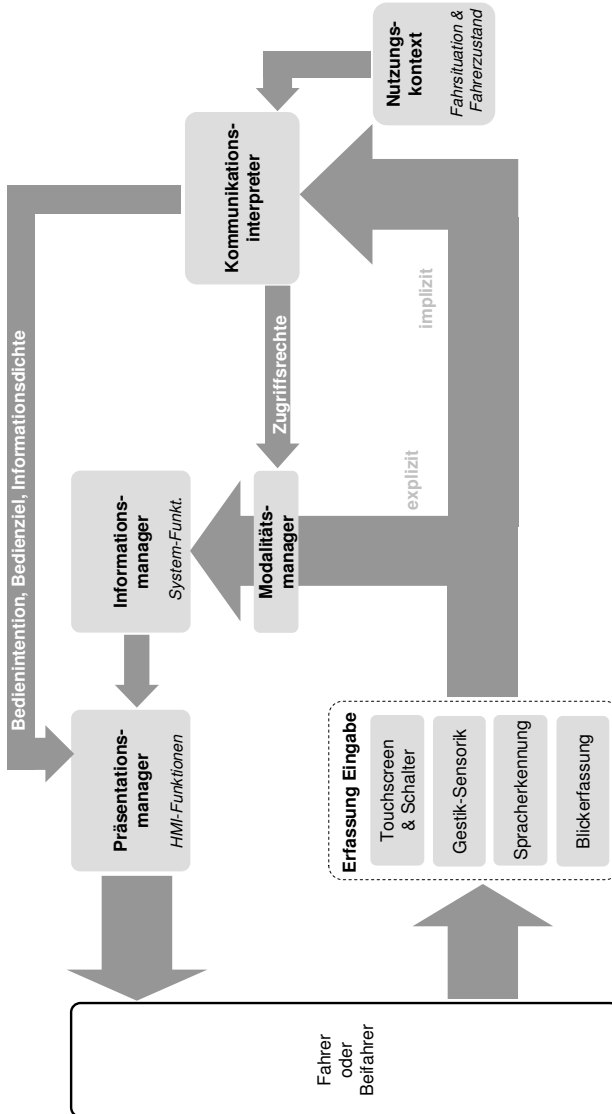 Bedienintention, Bedienziel, Informationsdichte
Präsentations-
manager
HMI-Funktionen
Informations-
manager
System-Funkt.
Modalitäts-
manager
Zugriffsrechte
Kommunikations-
interpreter
Nutzungs-
kontext
Fahrsituation &
Fahrerzustand
explizit
implizit
Fahrer
oder
Beifahrer
Erfassung Eingabe
Touchscreen
& Schalter
Gestik-Sensorik
Spracherkennung
Blickerfassung